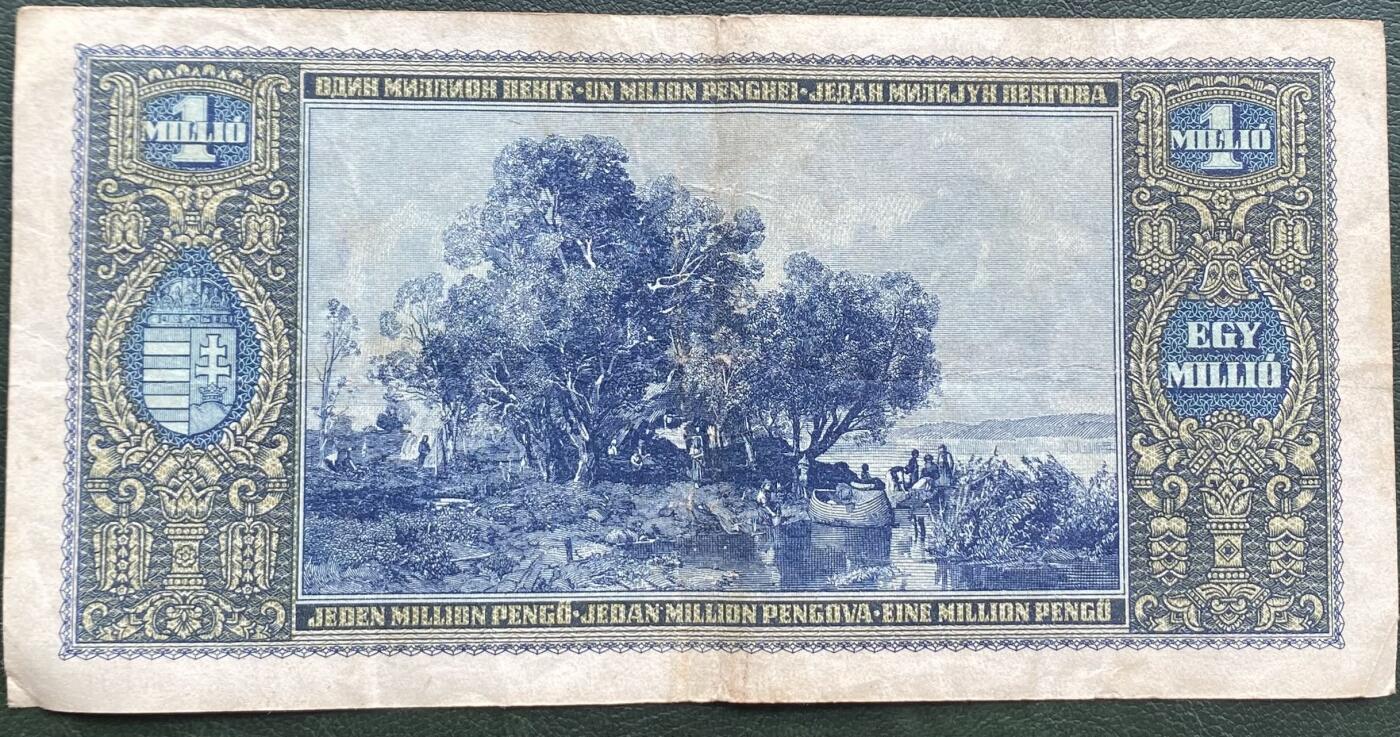 ОДИН МИЛЛИОН ПЕНГЕ·UN MILION PENGHEI·ЈЕДАН МИЛИЈУН ПЕНГОВА
1
MILLIÓ
1
MILLIÓ
EGY
MILLIÓ
JEDEN MILLION PENGŐ·JEDAN MILLION PENGOVA·EINE MILLION PENGŐ